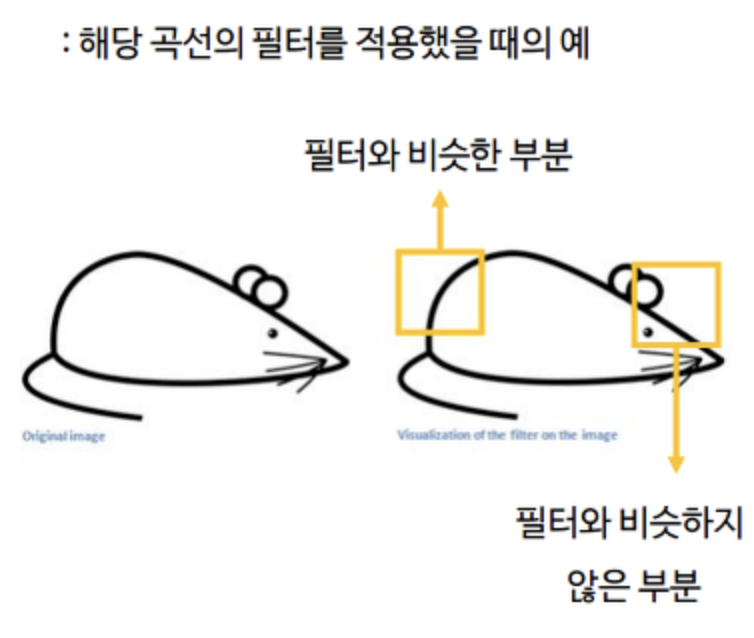 : 해당 곡선의 필터를 적용했을 때의 예
필터와 비슷한 부분
Original image
Visualization of the filter on the image
필터와 비슷하지
않은 부분